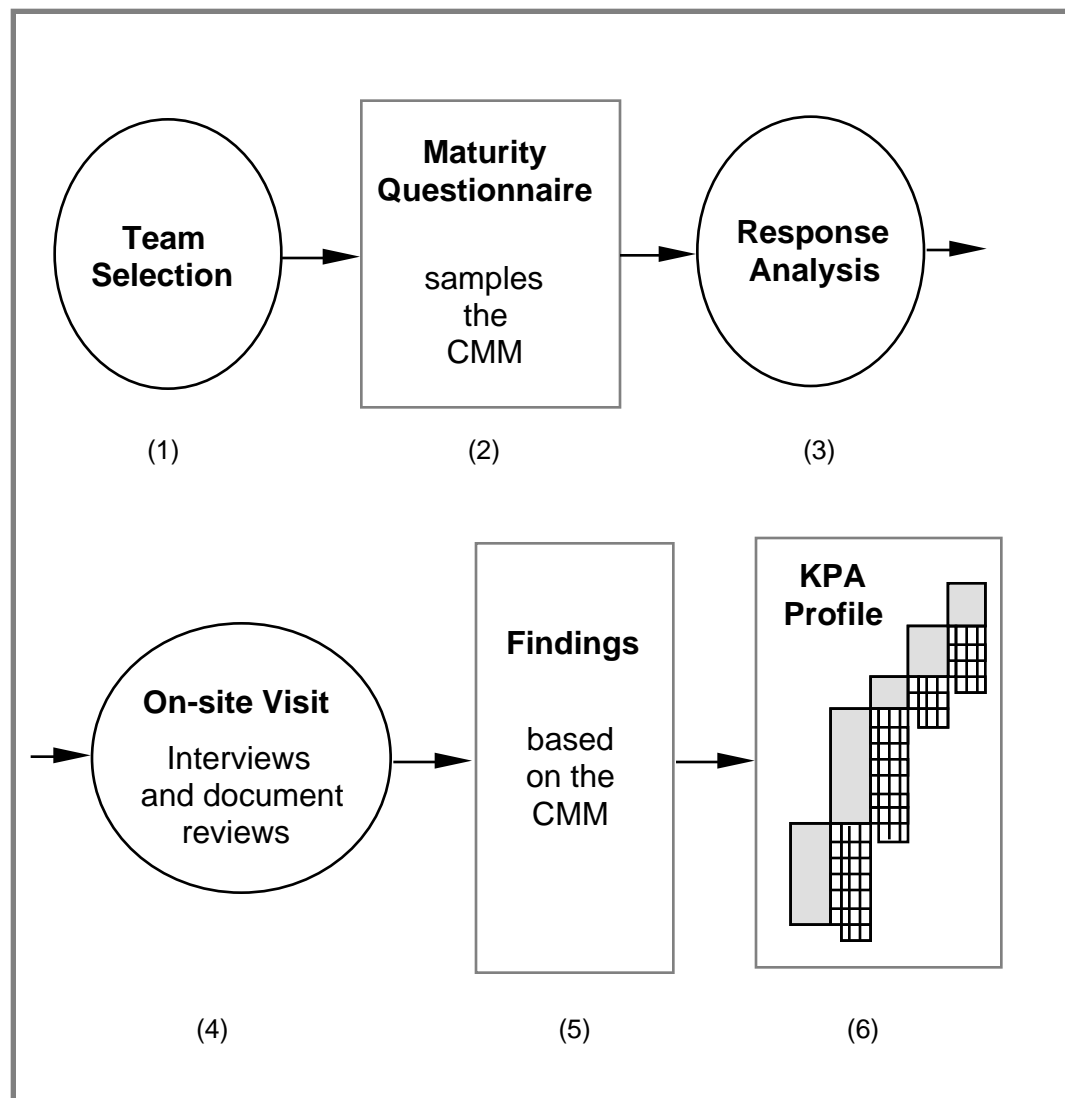 Team
Selection
(1)
Maturity
Questionnaire
samples
the
CMM
(2)
Response
Analysis
(3)
On-site Visit
Interviews
and document
reviews
(4)
Findings
based
on the
CMM
(5)
KPA
Profile
(6)